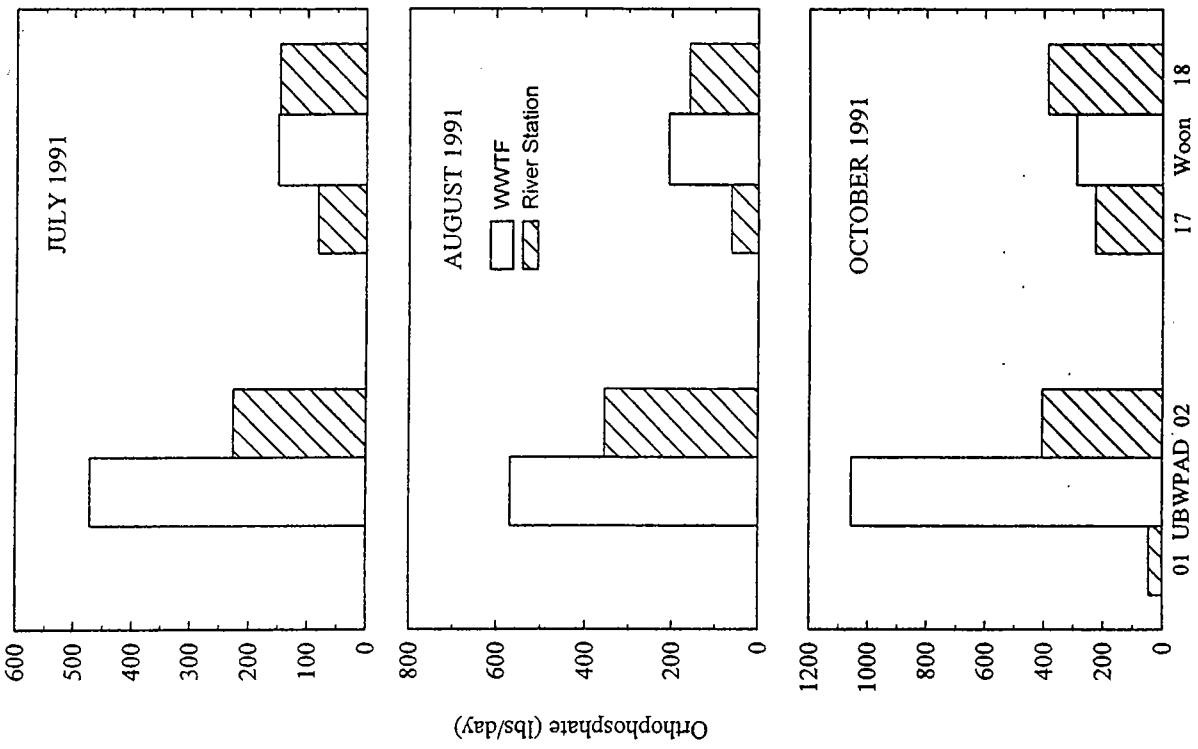 Orthophosphate (lbs/day)
JULY 1991
600
500
400
300
200
100
0
AUGUST 1991
WWTF
River Station
800
600
400
200
0
OCTOBER 1991
1200
1000
800
600
400
200
0
01 UBWPAD 02 17 Woon 18